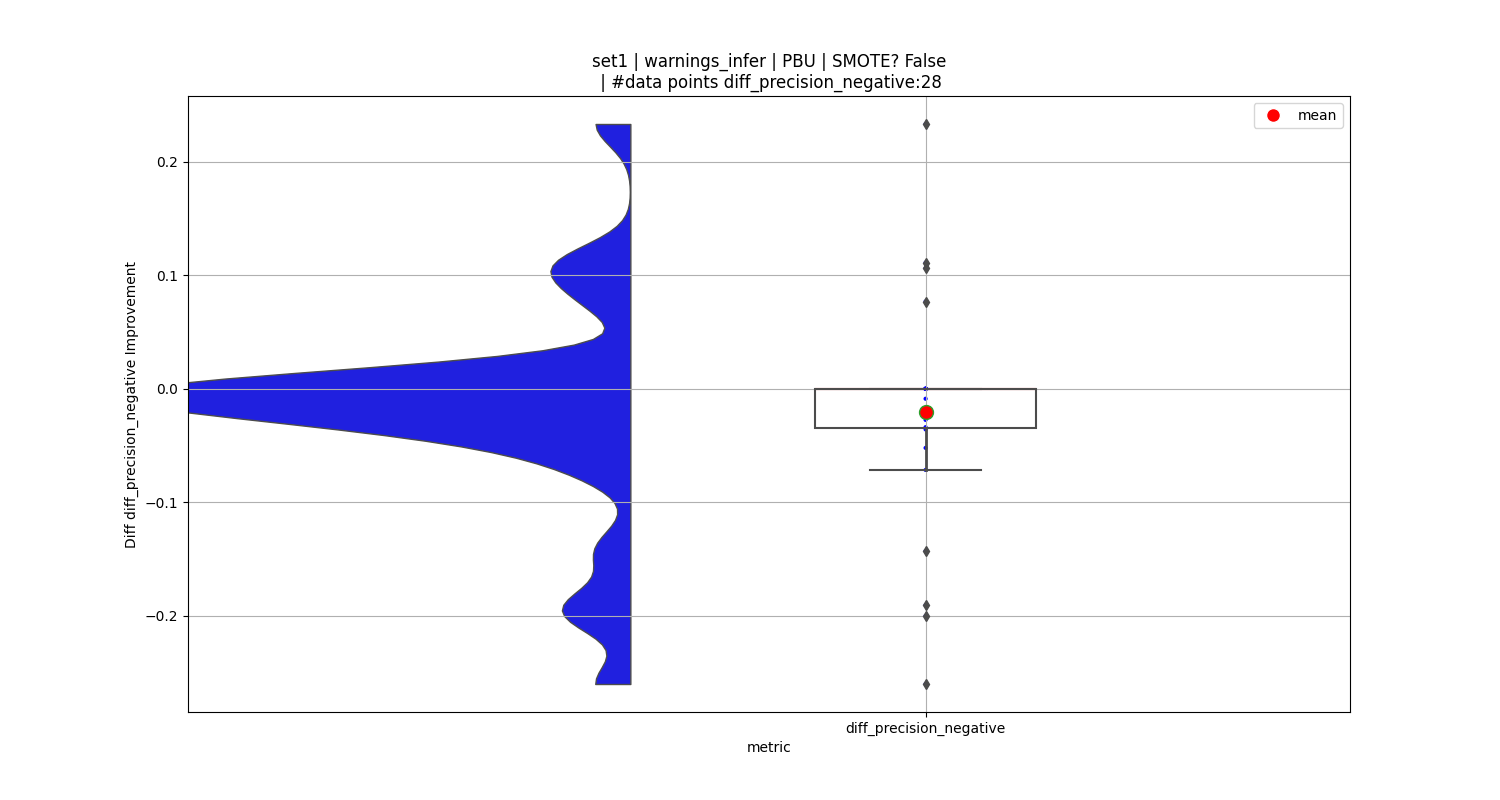 set1 | warnings_infer | PBU | SMOTE? False
| #data points diff_precision_negative:28
mean
0.2
0.1
0.0
−0.1
−0.2
Diff diff_precision_negative Improvement
diff_precision_negative
metric